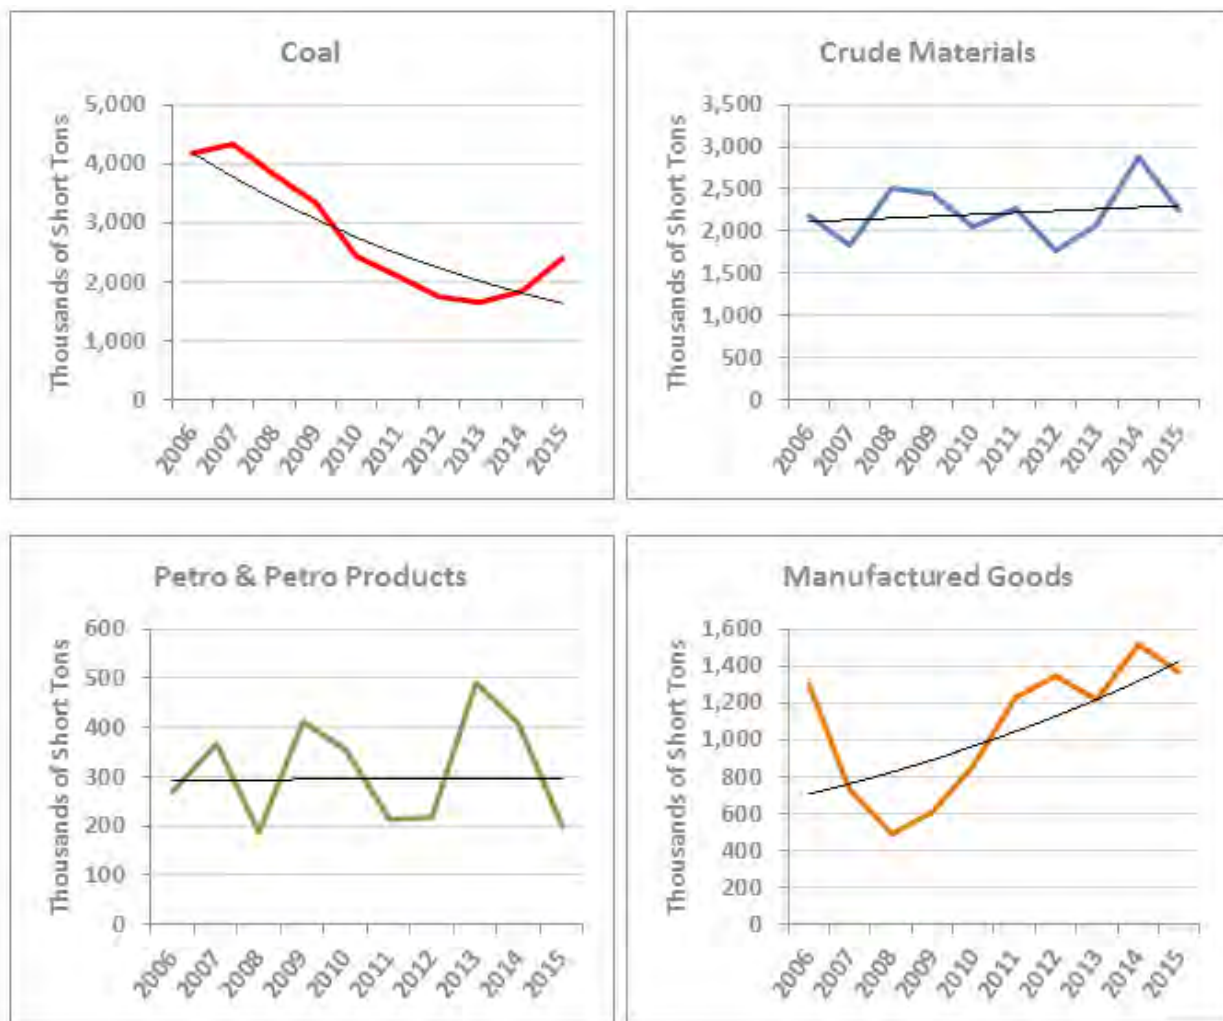 Coal
Thousands of Short Tons
5,000
4,000
3,000
2,000
1,000
0
2006 2007 2008 2009 2010 2011 2012 2013 2014 2015
Crude Materials
Thousands of Short Tons
3,500
3,000
2,500
2,000
1,500
1,000
500
0
2006 2007 2008 2009 2010 2011 2012 2013 2014 2015
Petro & Petro Products
Thousands of Short Tons
600
500
400
300
200
100
0
2006 2007 2008 2009 2010 2011 2012 2013 2014 2015
Manufactured Goods
Thousands of Short Tons
1,600
1,400
1,200
1,000
800
600
400
200
0
2006 2007 2008 2009 2010 2011 2012 2013 2014 2015